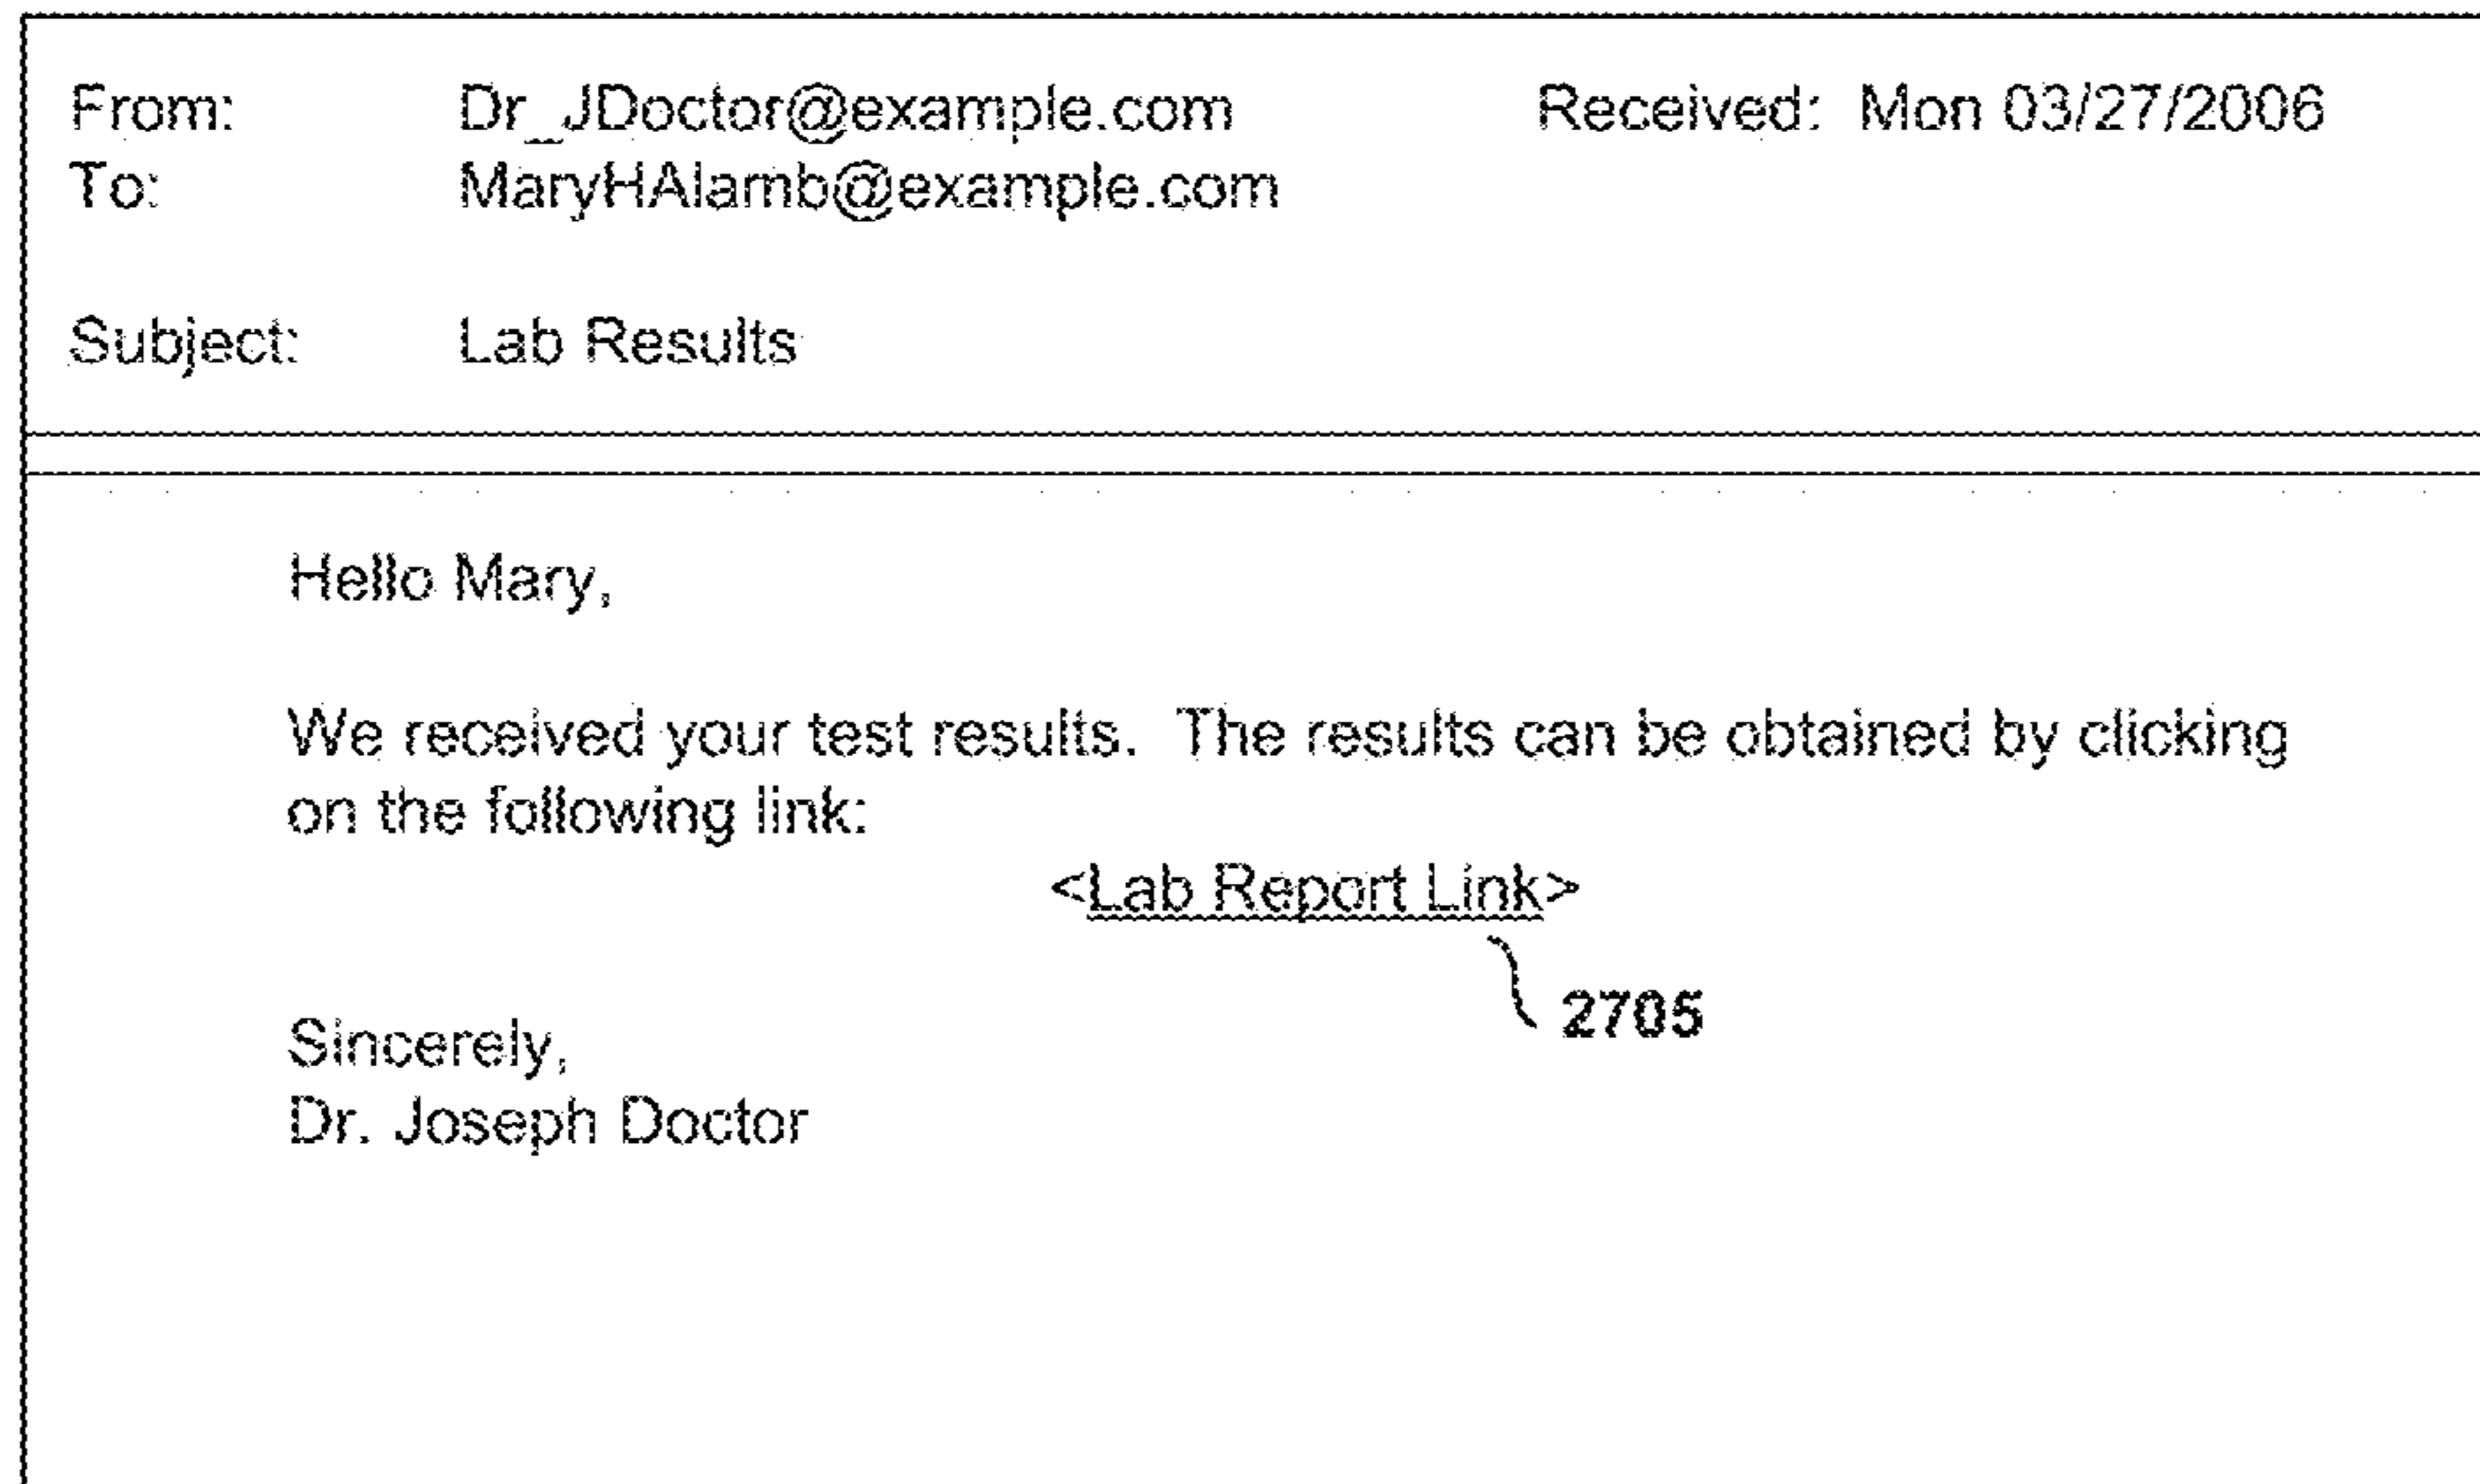 From: Dr_JDoctor@example.com Received: Mon 03/27/2006
To: MaryHAlamb@example.com
Subject: Lab Results
Hello Mary,
We received your test results. The results can be obtained by clicking
on the following link:
<Lab Report Link>
2705
Sincerely,
Dr. Joseph Doctor